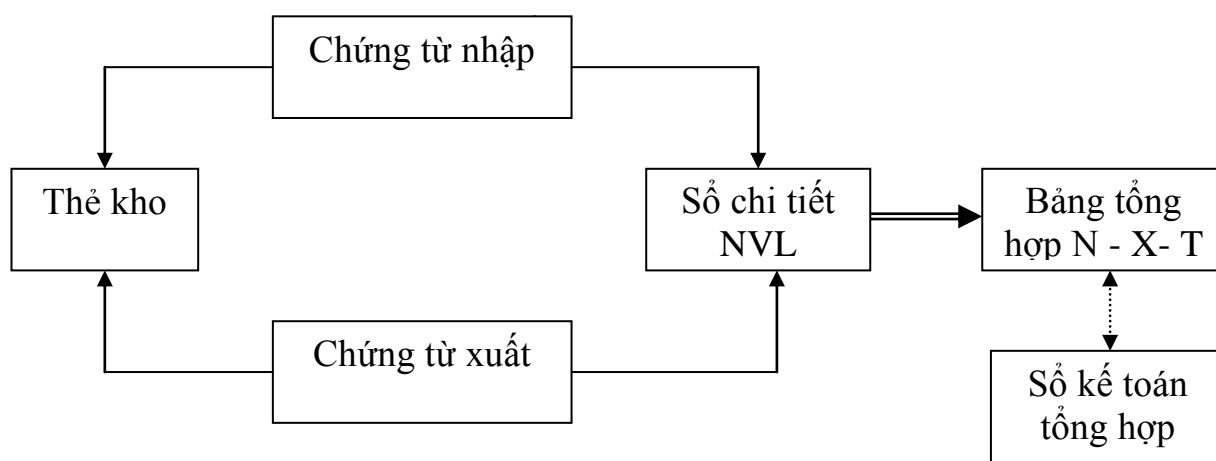 Chứng từ nhập
Thẻ kho
Sổ chi tiết
NVL
Bảng tổng
hợp N - X- T
Chứng từ xuất
Sổ kế toán
tổng hợp